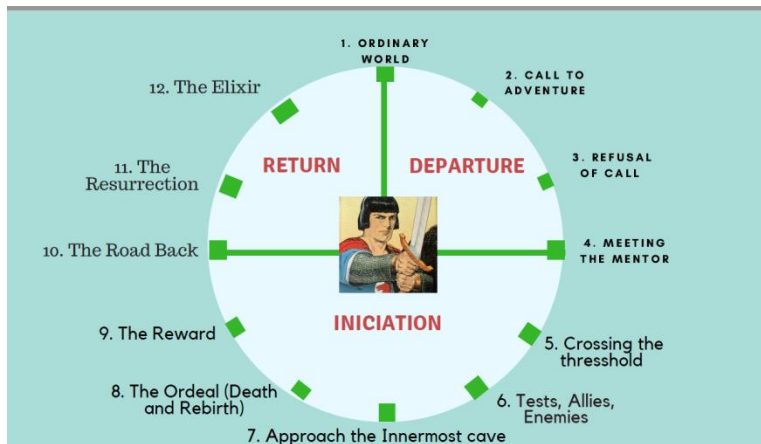 1. ORDINARY
WORLD
2. CALL TO
ADVENTURE
3. REFUSAL
OF CALL
4. MEETING
THE MENTOR
5. Crossing the
thresshold
6. Tests, Allies,
Enemies
7. Approach the Innermost cave
8. The Ordeal (Death
and Rebirth)
9. The Reward
10. The Road Back
11. The
Resurrection
12. The Elixir
RETURN
DEPARTURE
INICIATION